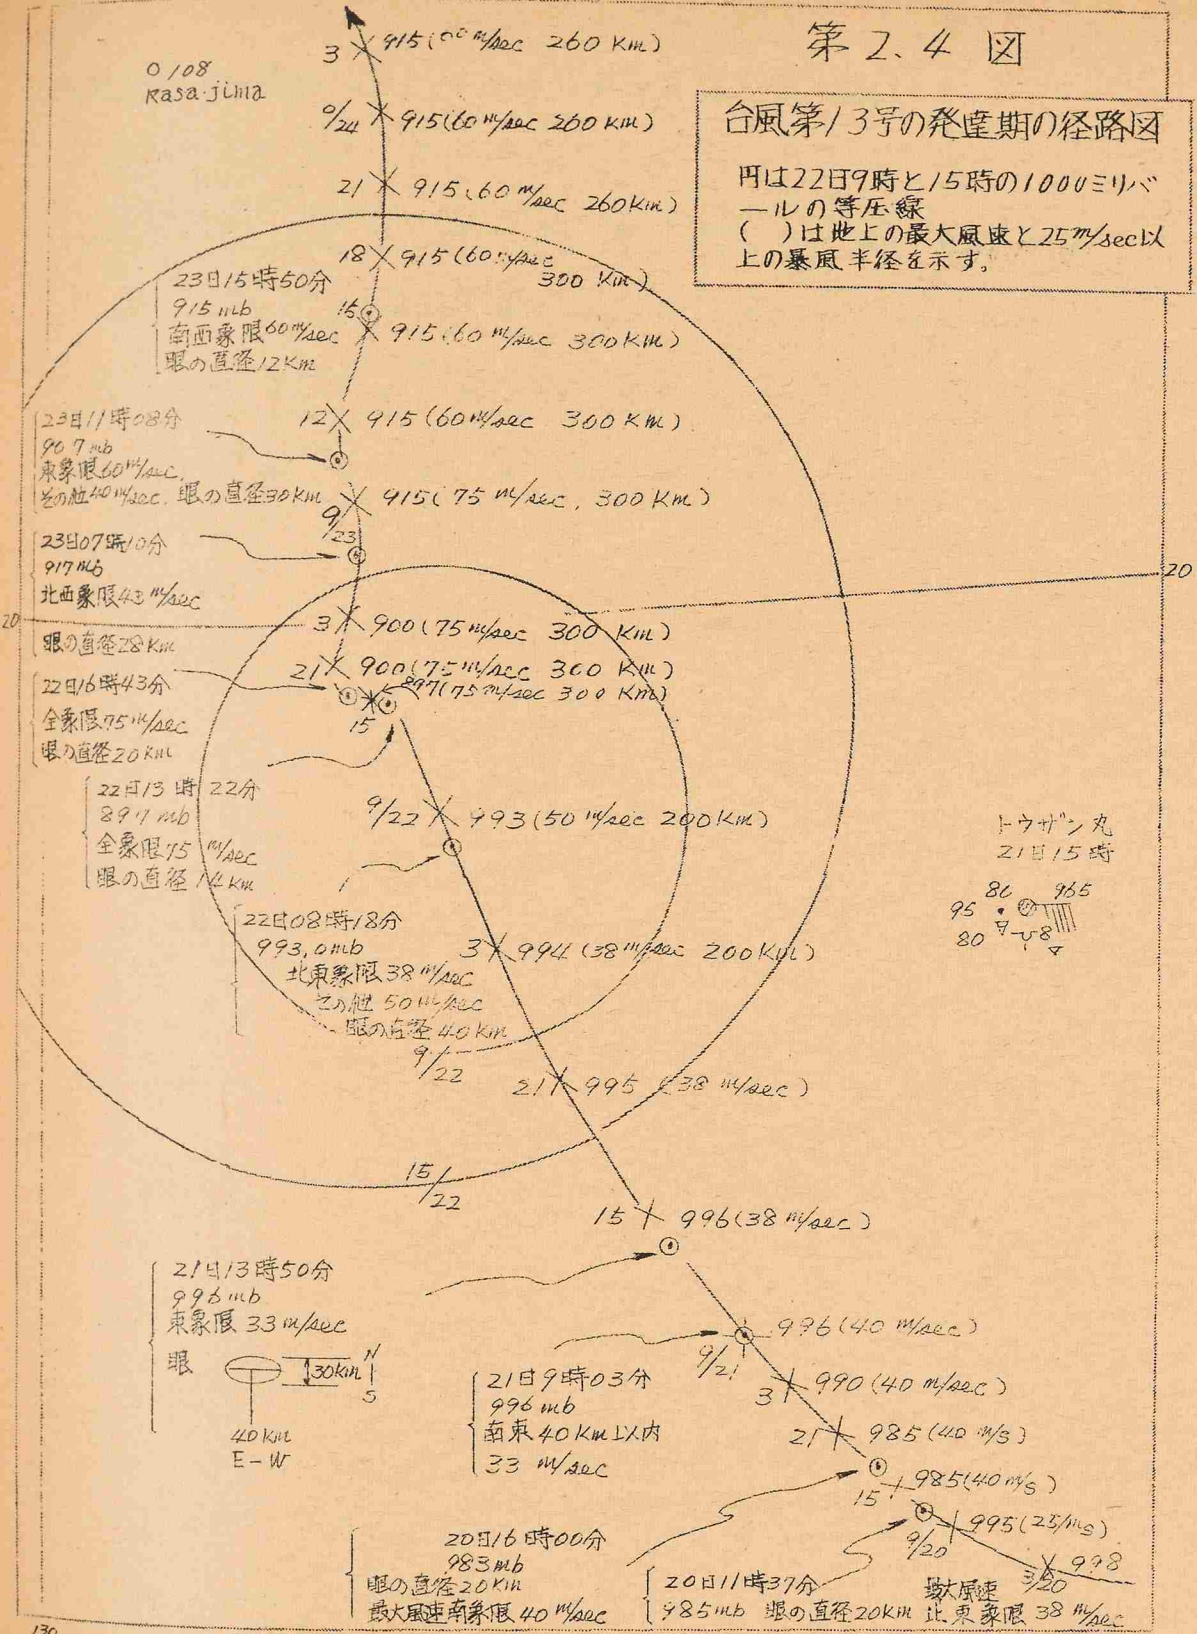 第2.4図
台風第13号の発達期の経路図
円は22日9時と15時の1000ミリバ
ールの等圧線
( )は地上の最大風速と25m/sec以
上の暴風半径を示す。
0108
Rasa-jima
3 915( m/sec 260Km)
9/24 915(60m/sec 260Km)
21 915(60m/sec 260Km)
18 915(60m/sec
300Km)
23日15時50分
915mb
南西象限60m/sec
眼の直径12Km
15
915(60m/sec 300Km)
12 915(60m/sec 300Km)
23日11時08分
907mb
東象限60m/sec
その他40m/sec. 眼の直径30Km
9/23 915(75m/sec, 300Km)
23日07時10分
917mb
北西象限43m/sec
眼の直径28Km
20
20
3 900(75m/sec 300Km)
21 900(75m/sec 300Km)
897(75m/sec 300Km)
15
22日16時43分
全象限75m/sec
眼の直径20Km
22日13時22分
897mb
全象限75m/sec
眼の直径14Km
9/22 993(50m/sec 200Km)
トウザン丸
21日15時
86 965
95
80 8
22日08時18分
993.0mb
北東象限38m/sec
その他50m/sec
眼の直径40Km
3 994(38m/sec 200Km)
9/22
21 995(38m/sec)
15/22
15 996(38m/sec)
21日13時50分
996mb
東象限33m/sec
眼 30Km N
S
40Km
E-W
996(40m/sec)
9/21
21日9時03分
996mb
南東40Km以内
33m/sec
3 990(40m/sec)
21 985(40m/s)
15 985(40m/s)
9/20 995(25/ms)
3/20 998
20日16時00分
983mb
眼の直径20Km
最大風速南象限40m/sec
20日11時37分 最大風速
985mb 眼の直径20Km 北東象限38m/sec
130